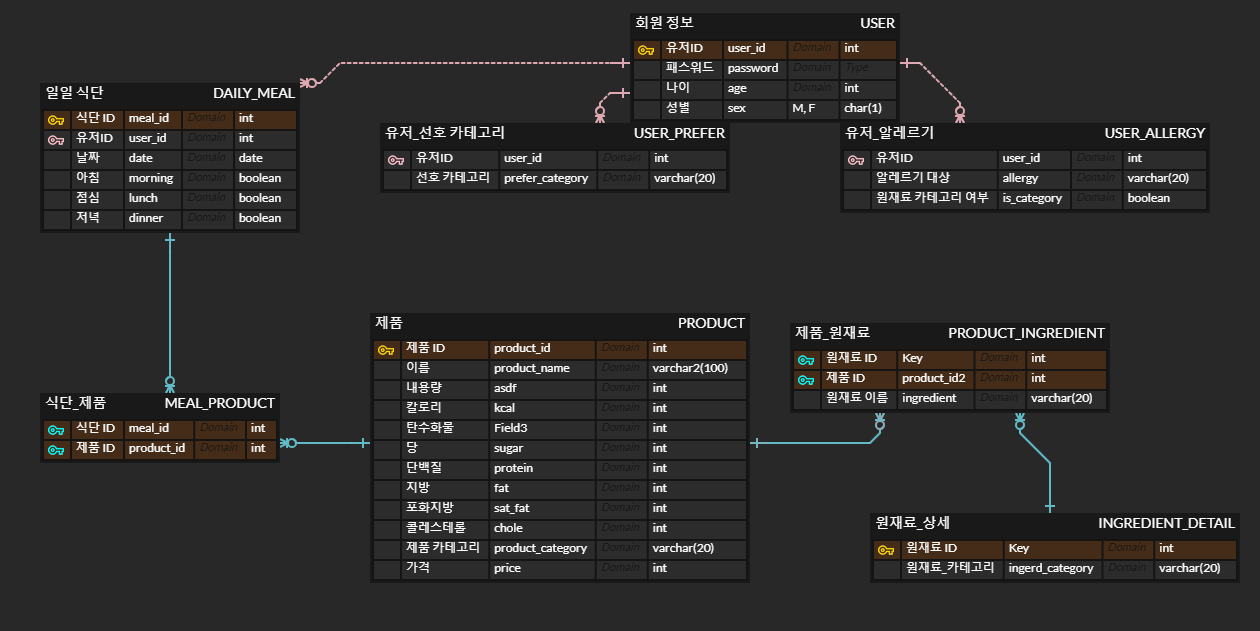 회원 정보 USER
유저ID user_id Domain int
패스워드 password Domain Type
나이 age Domain int
성별 sex M, F char(1)
일일 식단 DAILY_MEAL
식단 ID meal_id Domain int
유저ID user_id Domain int
날짜 date Domain date
아침 morning Domain boolean
점심 lunch Domain boolean
저녁 dinner Domain boolean
유저_선호 카테고리 USER_PREFER
유저ID user_id Domain int
선호 카테고리 prefer_category Domain varchar(20)
유저_알레르기 USER_ALLERGY
유저ID user_id Domain int
알레르기 대상 allergy Domain varchar(20)
원재료 카테고리 여부 is_category Domain boolean
식단_제품 MEAL_PRODUCT
식단 ID meal_id Domain int
제품 ID product_id Domain int
제품 PRODUCT
제품 ID product_id Domain int
이름 product_name Domain varchar2(100)
내용량 asdf Domain int
칼로리 kcal Domain int
탄수화물 Field3 Domain int
당 sugar Domain int
단백질 protein Domain int
지방 fat Domain int
포화지방 sat_fat Domain int
콜레스테롤 chole Domain int
제품 카테고리 product_category Domain varchar(20)
가격 price Domain int
제품_원재료 PRODUCT_INGREDIENT
원재료 ID Key Domain int
제품 ID product_id2 Domain int
원재료 이름 ingredient Domain varchar(20)
원재료_상세 INGREDIENT_DETAIL
원재료 ID Key Domain int
원재료_카테고리 ingerd_category Domain varchar(20)